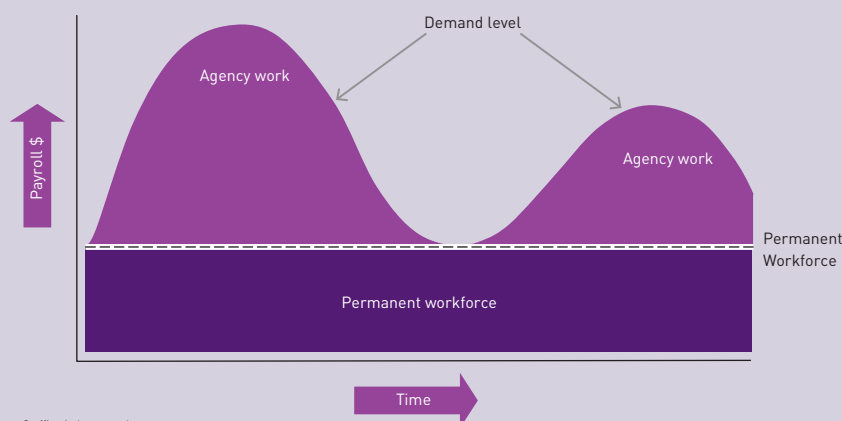 Demand level
Agency work
Payroll $
Agency work
Permanent
Workforce
Permanent workforce
Time